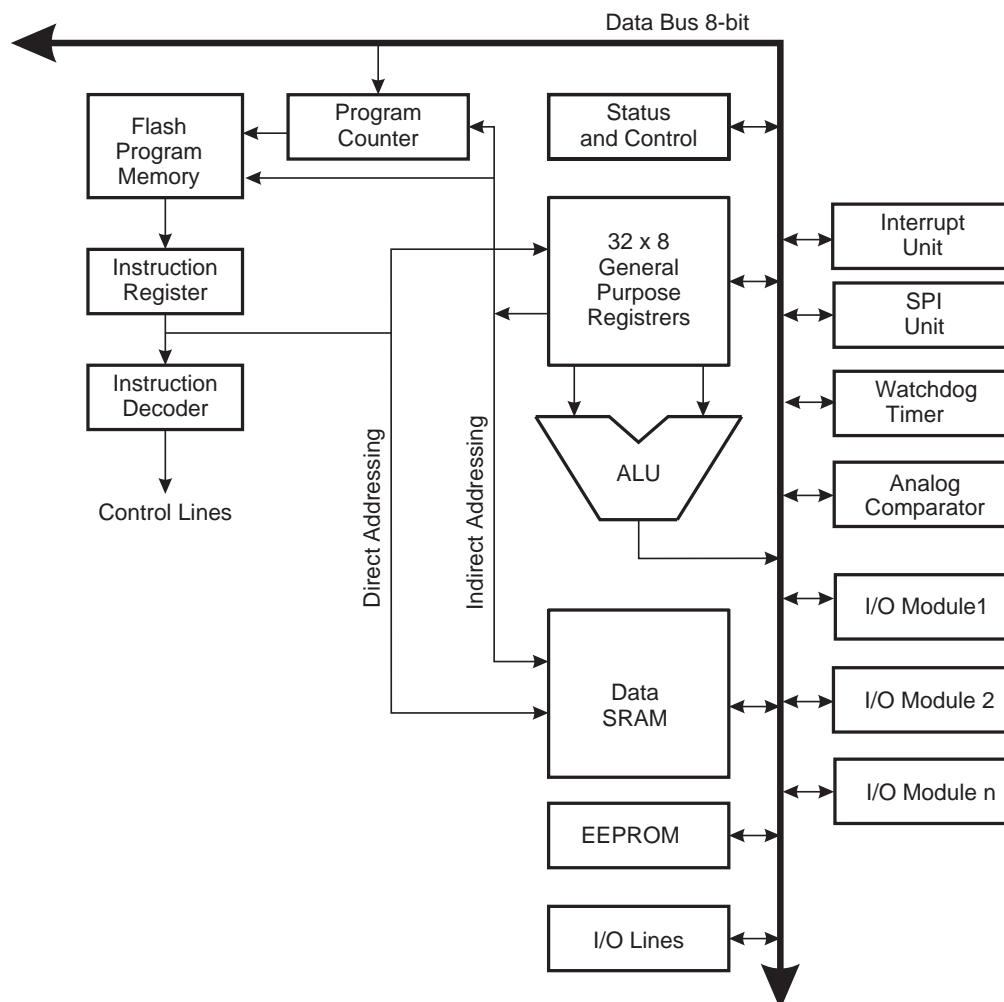 Data Bus 8-bit
Flash
Program
Memory
Program
Counter
Status
and Control
Interrupt
Unit
32 x 8
General
Purpose
Registrers
Instruction
Register
SPI
Unit
Instruction
Decoder
Watchdog
Timer
ALU
Analog
Comparator
Control Lines
Direct Addressing
Indirect Addressing
I/O Module1
Data
SRAM
I/O Module 2
I/O Module n
EEPROM
I/O Lines